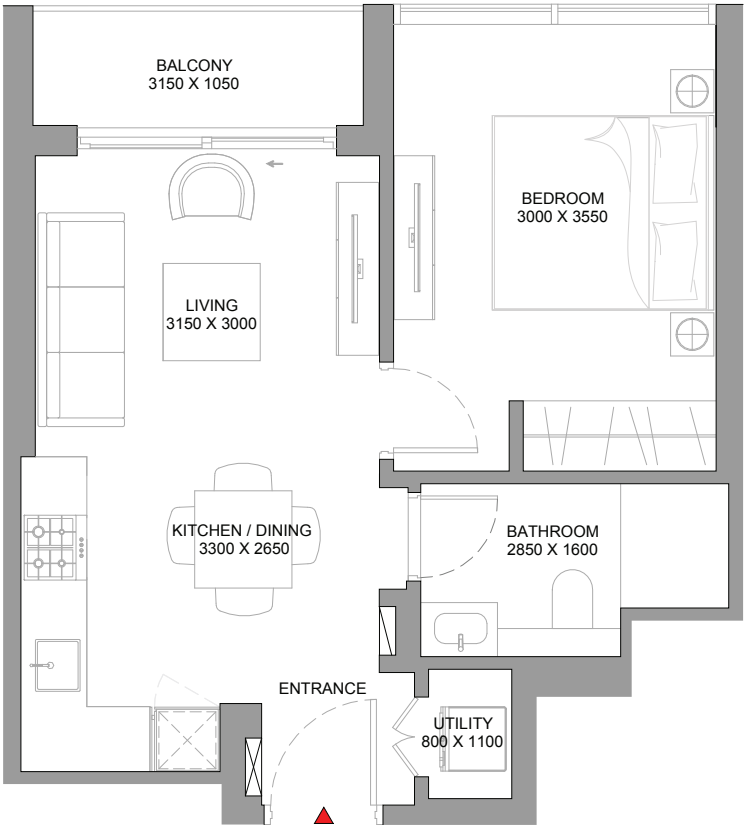 BALCONY
3150 X 1050
BEDROOM
3000 X 3550
LIVING
3150 X 3000
KITCHEN / DINING
3300 X 2650
BATHROOM
2850 X 1600
ENTRANCE
UTILITY
800 X 1100